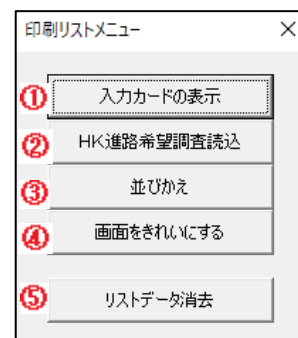 印刷リストメニュー
① 入力カードの表示
② HK進路希望調査読込
③ 並びかえ
④ 画面をきれいにする
⑤ リストデータ消去